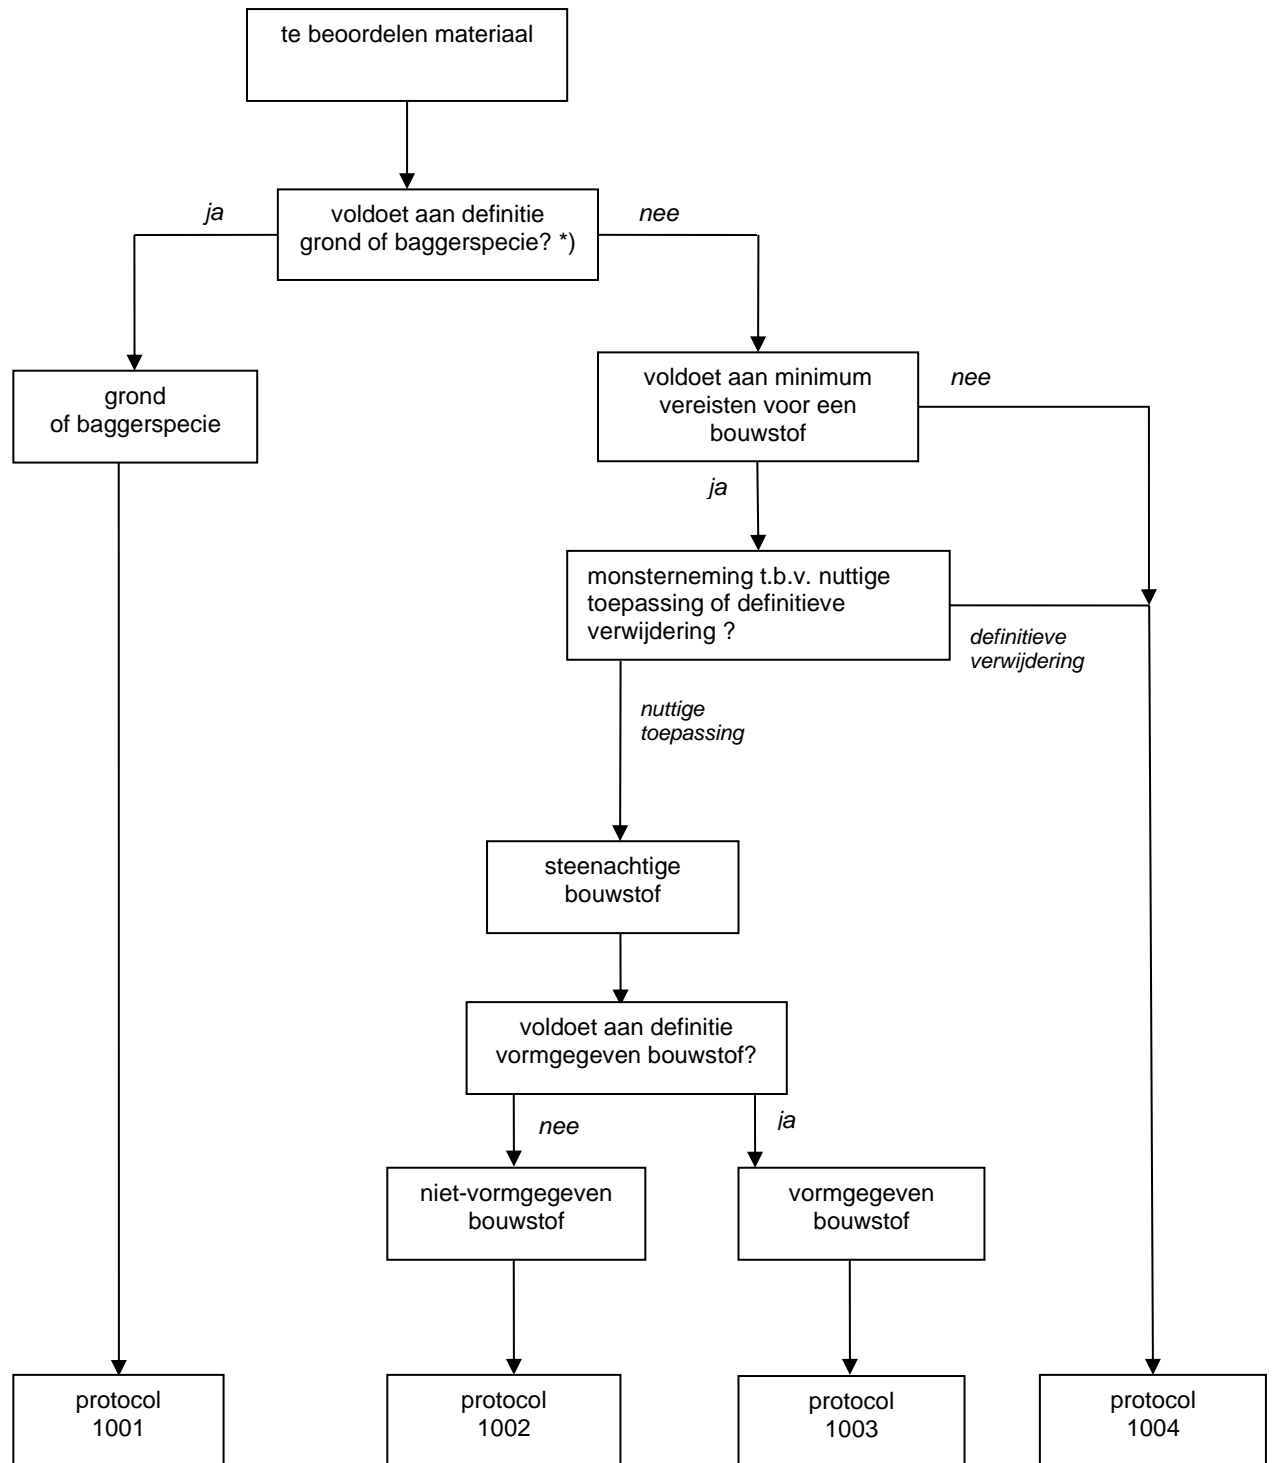 te beoordelen materiaal
ja
voldoet aan definitie
grond of baggerspecie? *)
nee
grond
of baggerspecie
voldoet aan minimum
vereisten voor een
bouwstof
nee
ja
monsterneming t.b.v. nuttige
toepassing of definitieve
verwijdering ?
definitieve
verwijdering
nuttige
toepassing
steenachtige
bouwstof
voldoet aan definitie
vormgegeven bouwstof?
nee
ja
niet-vormgegeven
bouwstof
vormgegeven
bouwstof
protocol
1001
protocol
1002
protocol
1003
protocol
1004